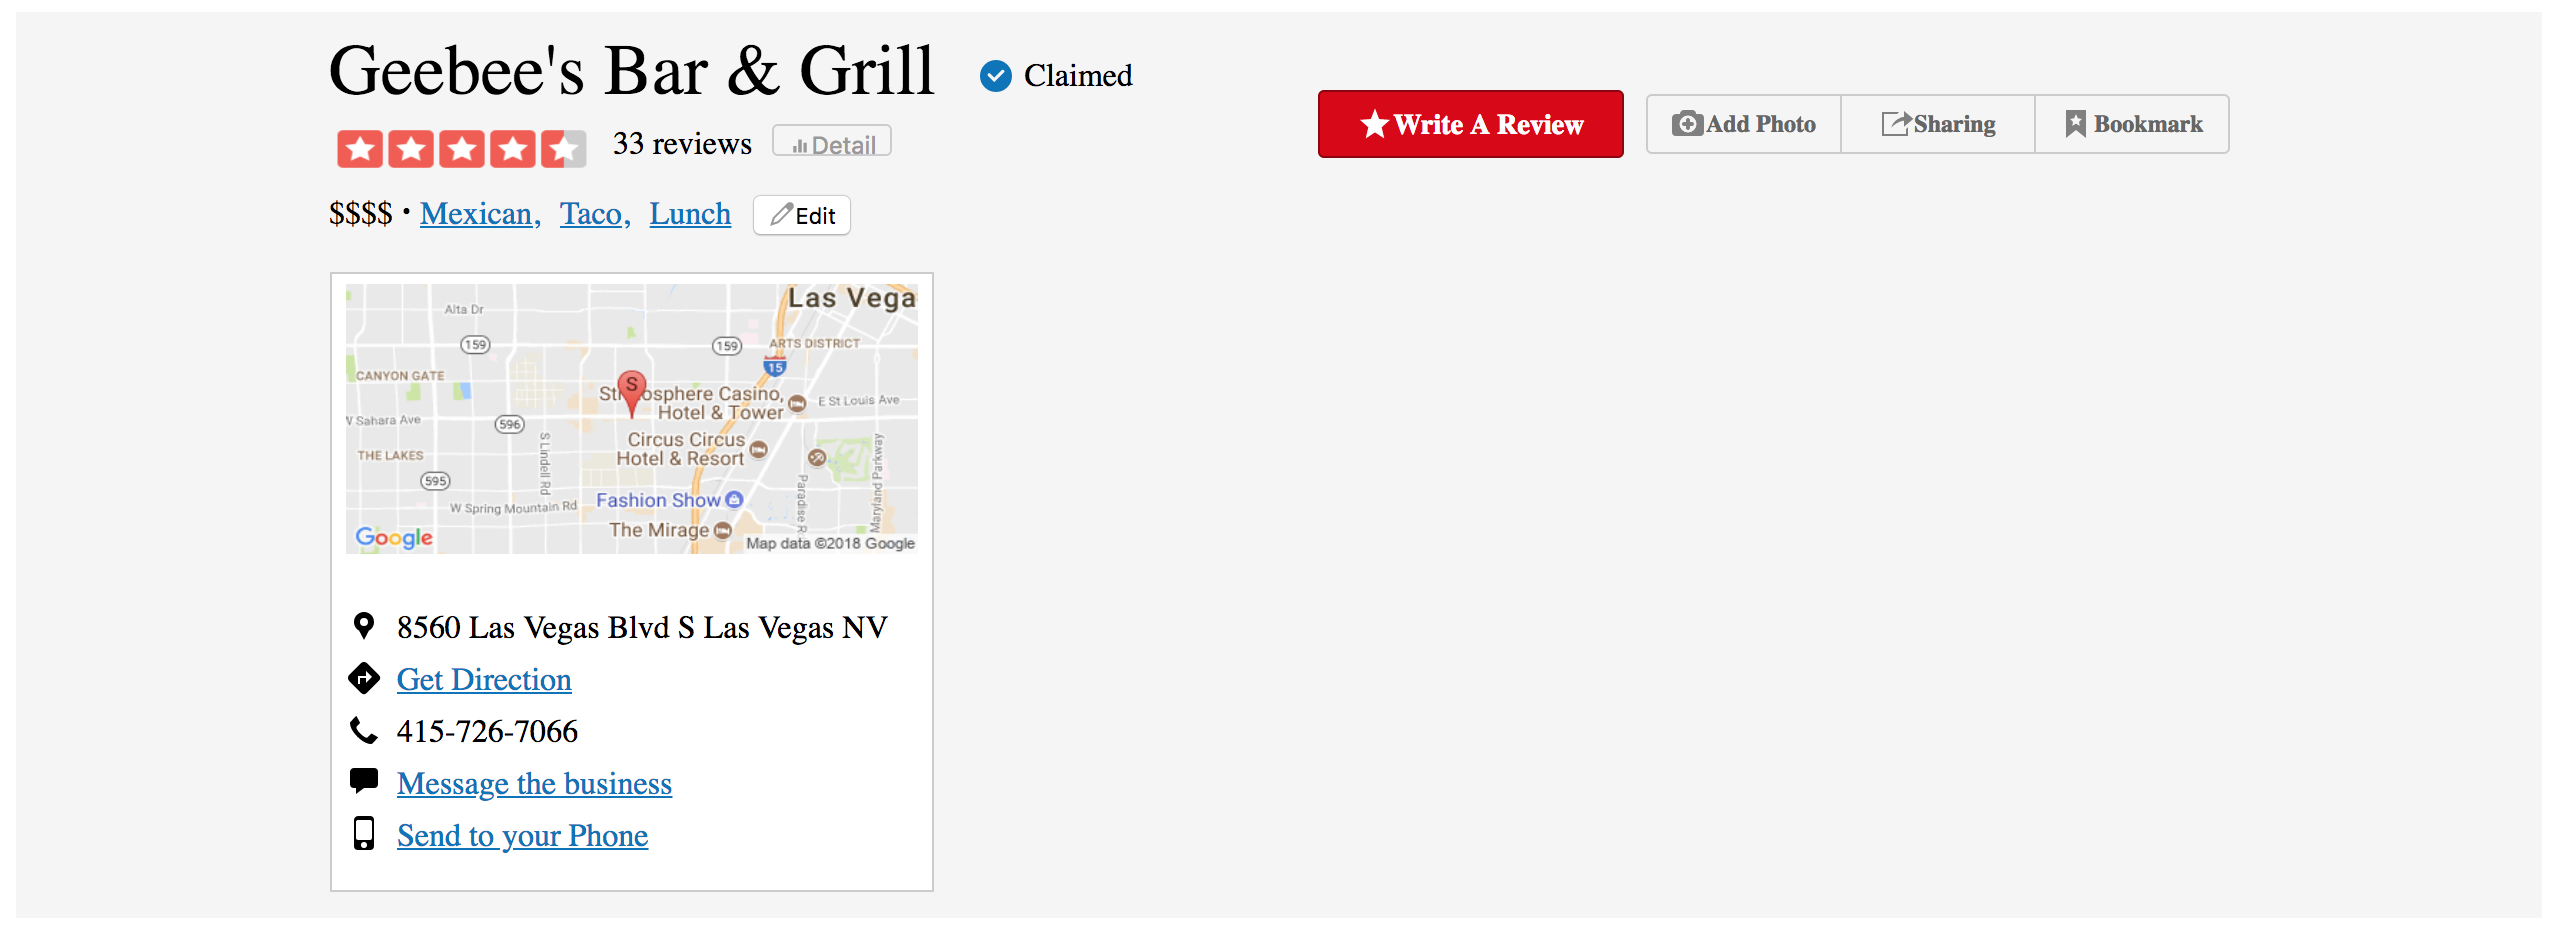 Geebee's Bar & Grill
Claimed
33 reviews
Detail
Write A Review
Add Photo
Sharing
Bookmark
$$$$ • Mexican, Taco, Lunch
Edit
Las Vega
Alta Dr
159
159
ARTS DISTRICT
15
CANYON GATE
S
Stratosphere Casino,
Hotel & Tower
E St Louis Ave
W Sahara Ave
596
Circus Circus
Hotel & Resort
THE LAKES
S Lindell Rd
595
Paradise R
Maryland Parkway
Fashion Show
W Spring Mountain Rd
The Mirage
Google
Map data ©2018 Google
8560 Las Vegas Blvd S Las Vegas NV
Get Direction
415-726-7066
Message the business
Send to your Phone